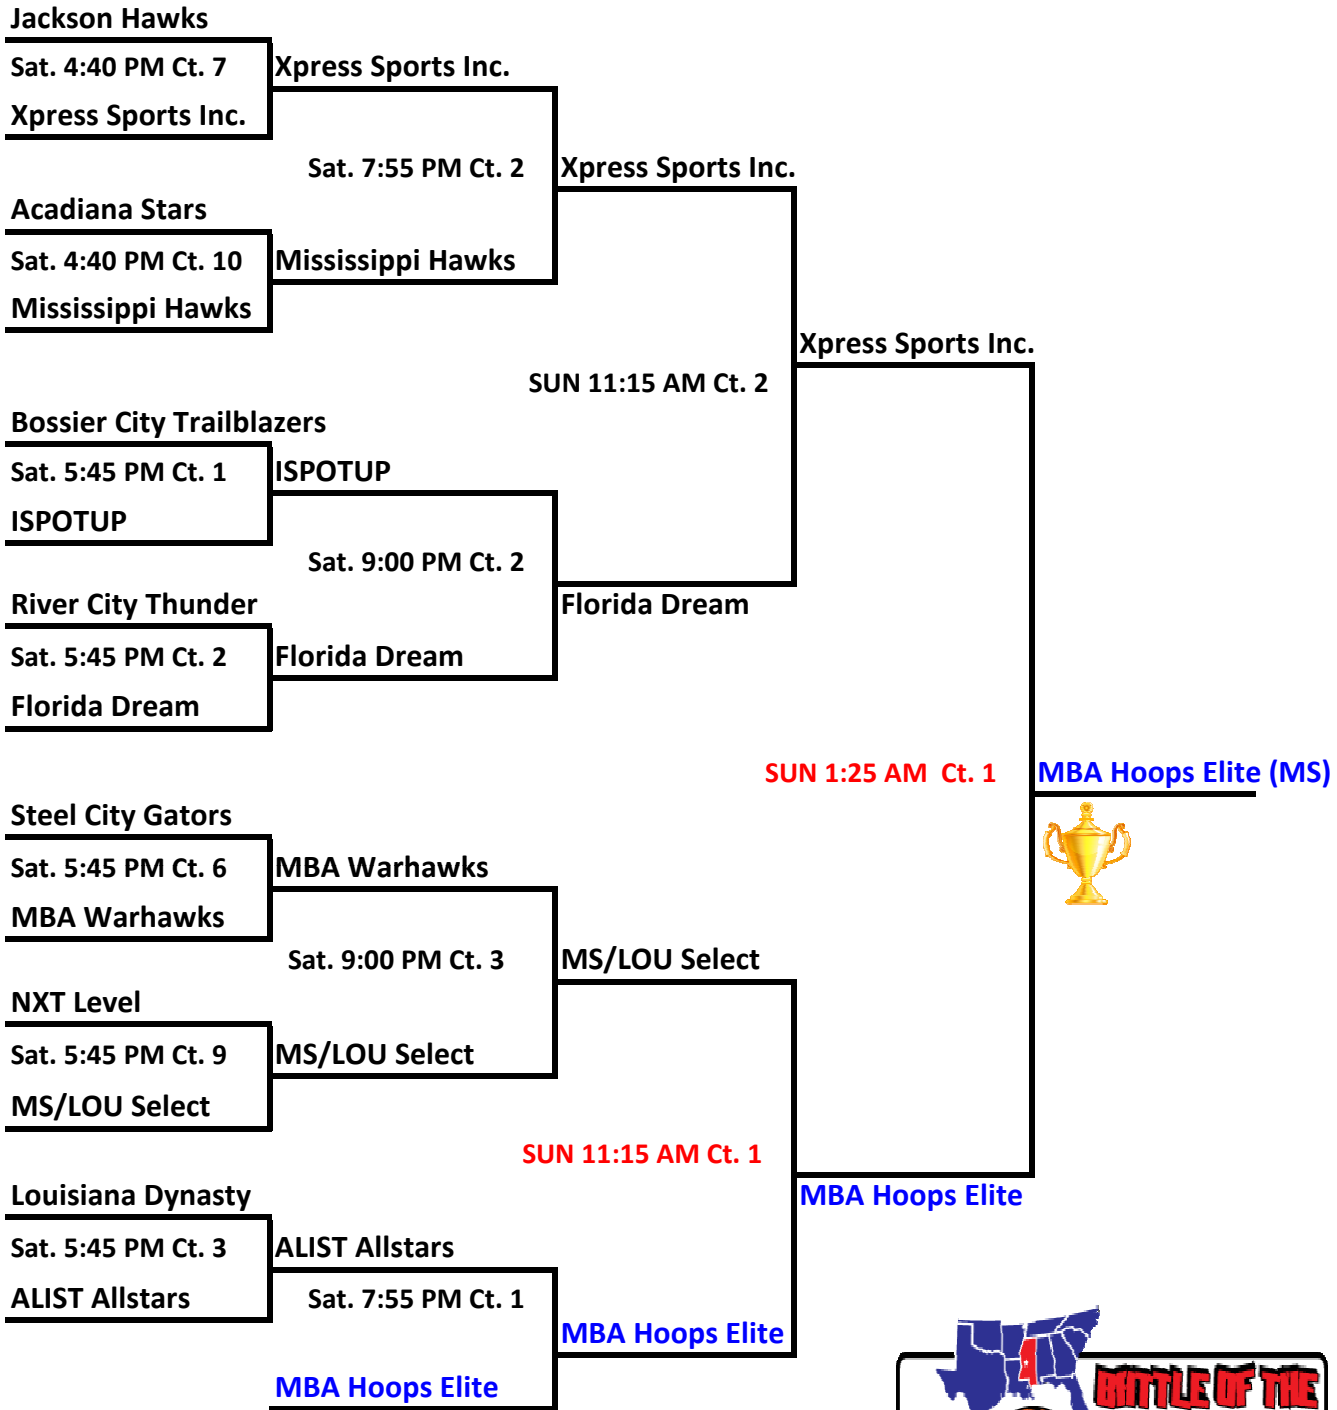 Jackson Hawks
Sat. 4:40 PM Ct. 7
Xpress Sports Inc.
Xpress Sports Inc.
Sat. 7:55 PM Ct. 2
Xpress Sports Inc.
Acadiana Stars
Sat. 4:40 PM Ct. 10
Mississippi Hawks
Mississippi Hawks
Xpress Sports Inc.
SUN 11:15 AM Ct. 2
Bossier City Trailblazers
Sat. 5:45 PM Ct. 1
ISPOTUP
ISPOTUP
Sat. 9:00 PM Ct. 2
Florida Dream
River City Thunder
Sat. 5:45 PM Ct. 2
Florida Dream
Florida Dream
SUN 1:25 AM  Ct. 1
MBA Hoops Elite (MS)
Steel City Gators
Sat. 5:45 PM Ct. 6
MBA Warhawks
MBA Warhawks
Sat. 9:00 PM Ct. 3
MS/LOU Select
NXT Level
Sat. 5:45 PM Ct. 9
MS/LOU Select
MS/LOU Select
SUN 11:15 AM Ct. 1
MBA Hoops Elite
Louisiana Dynasty
Sat. 5:45 PM Ct. 3
ALIST Allstars
ALIST Allstars
Sat. 7:55 PM Ct. 1
MBA Hoops Elite
MBA Hoops Elite
BATTLE OF THE